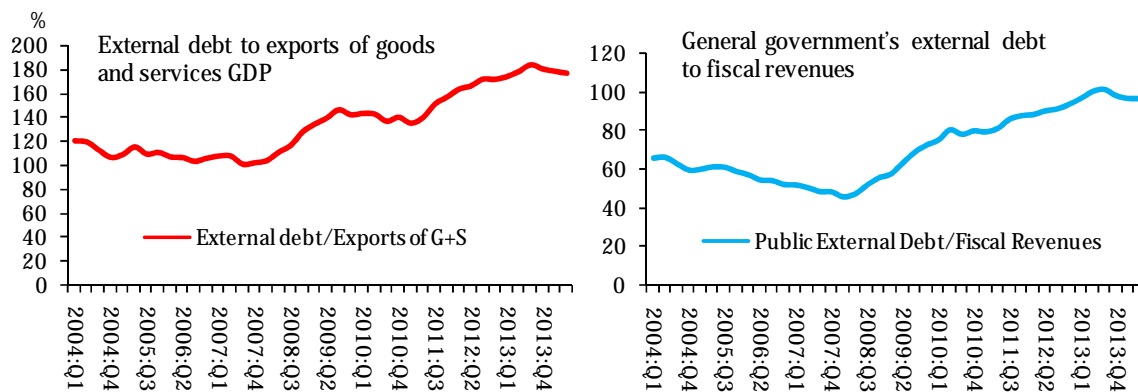 %
External debt to exports of goods
and services GDP
200
180
160
140
120
100
80
60
40
20
0
External debt/Exports of G+S
2004:Q1
2004:Q4
2005:Q3
2006:Q2
2007:Q1
2007:Q4
2008:Q3
2009:Q2
2010:Q1
2010:Q4
2011:Q3
2012:Q2
2013:Q1
2013:Q4
General government's external debt
to fiscal revenues
120
100
80
60
40
20
0
Public External Debt/Fiscal Revenues
2004:Q1
2004:Q4
2005:Q3
2006:Q2
2007:Q1
2007:Q4
2008:Q3
2009:Q2
2010:Q1
2010:Q4
2011:Q3
2012:Q2
2013:Q1
2013:Q4